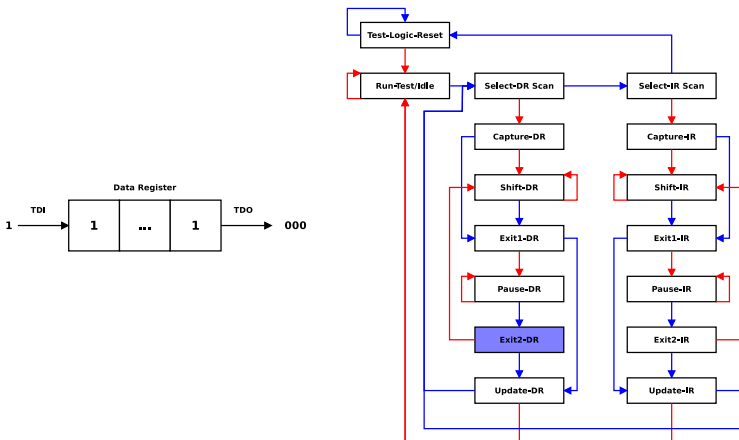 Data Register
1
TDI
1
...
1
TDO
000
Test-Logic-Reset
Run-Test/Idle
Select-DR Scan
Select-IR Scan
Capture-DR
Capture-IR
Shift-DR
Shift-IR
Exit1-DR
Exit1-IR
Pause-DR
Pause-IR
Exit2-DR
Exit2-IR
Update-DR
Update-IR